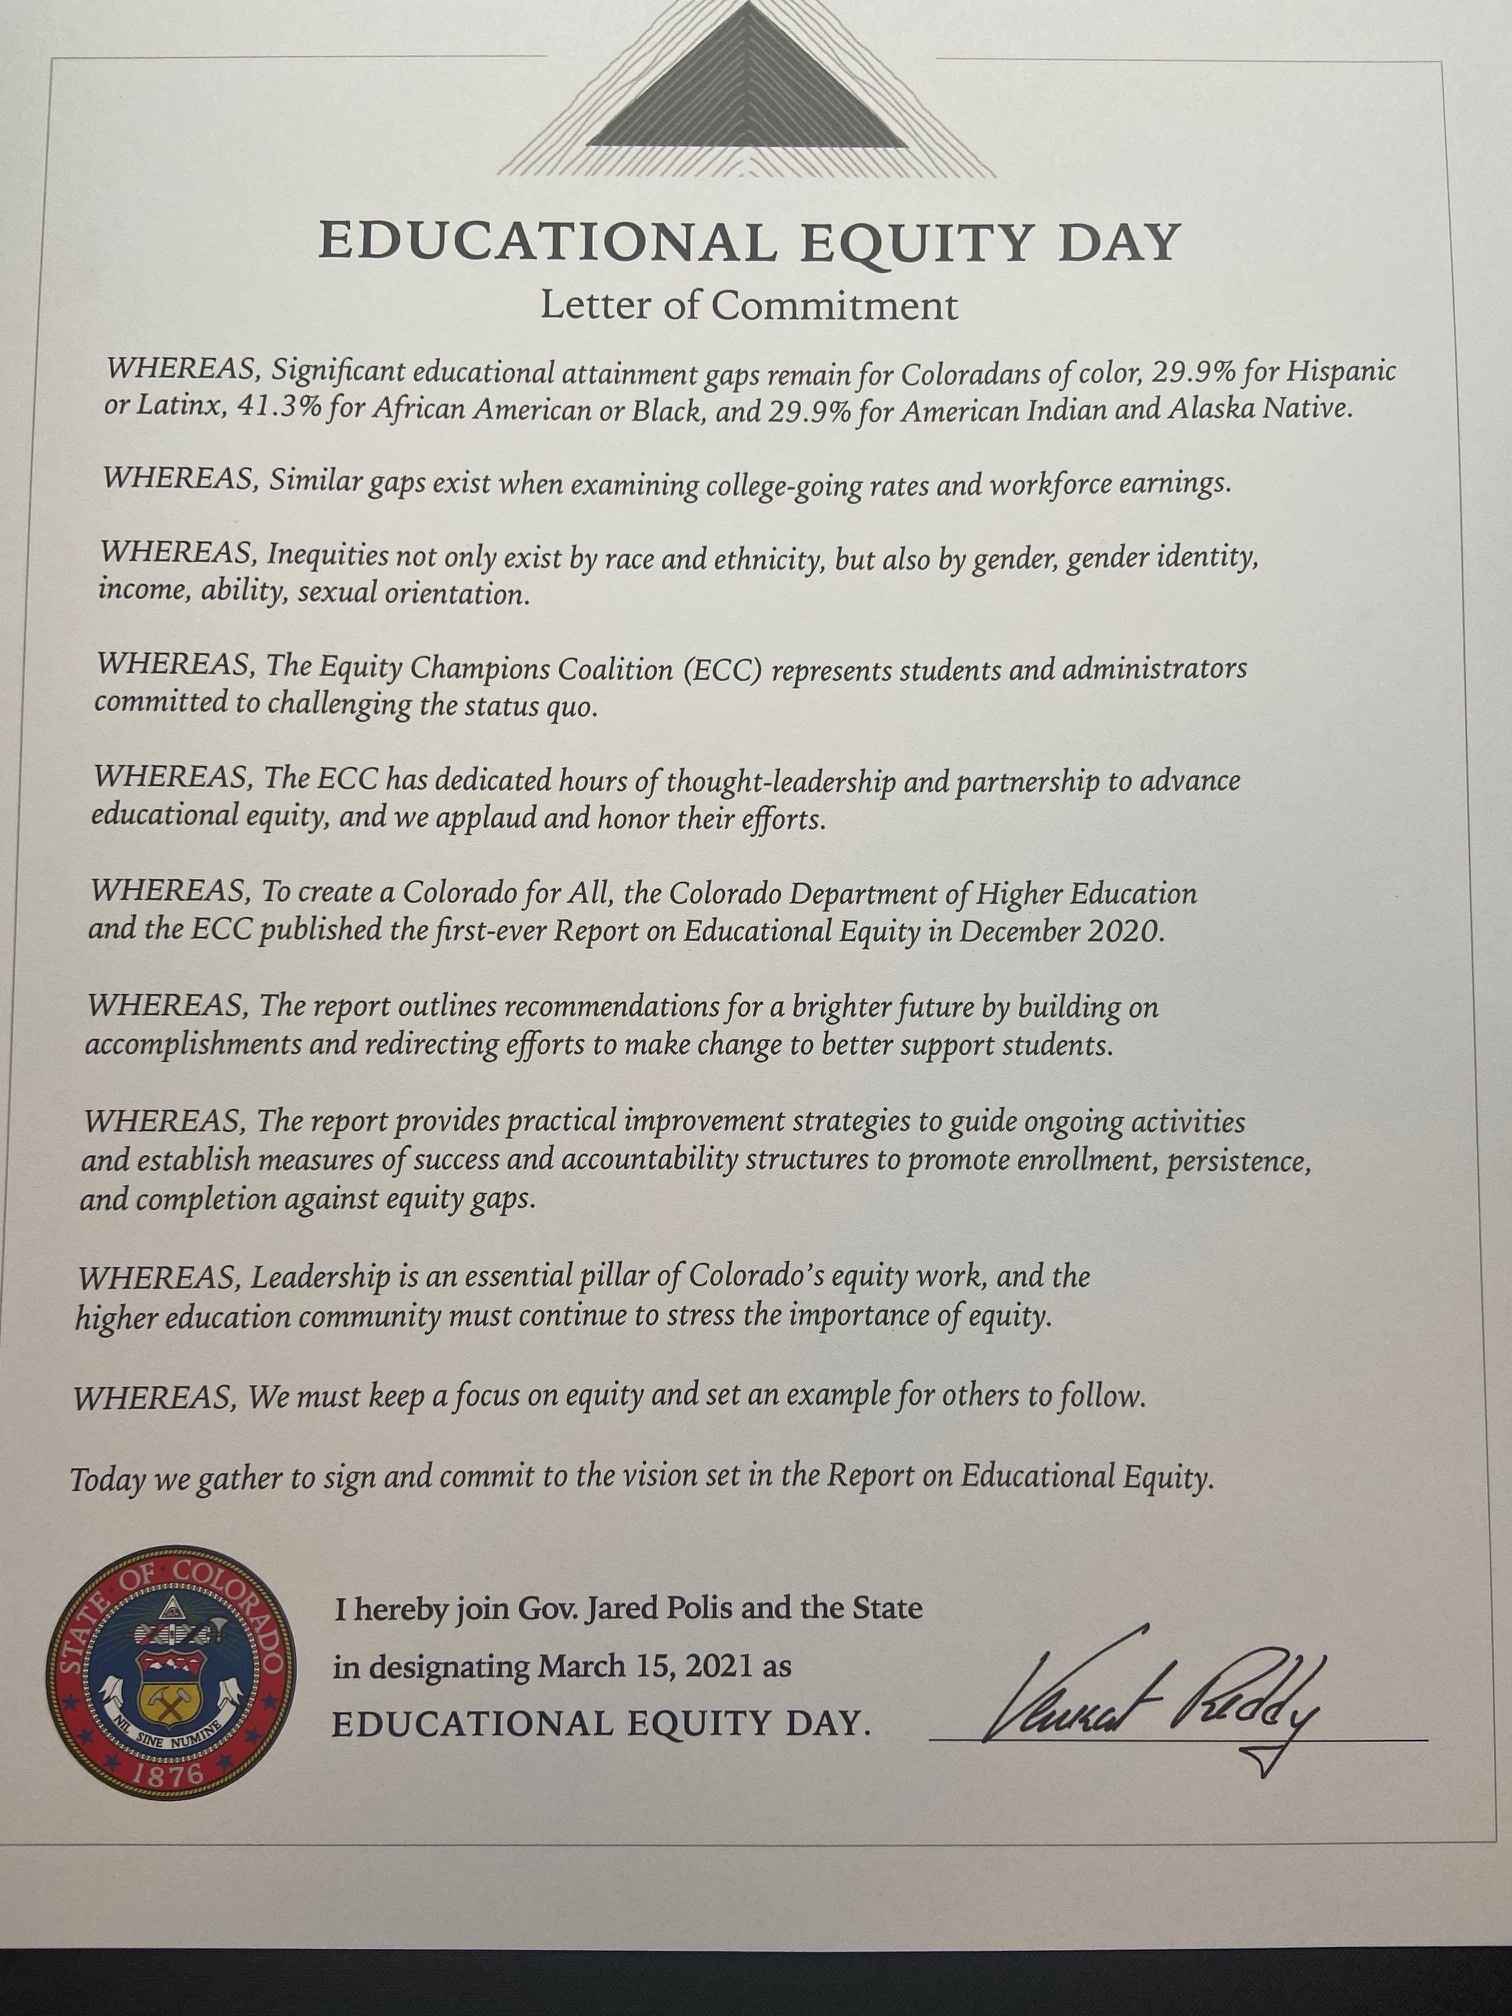 EDUCATIONAL EQUITY DAY
Letter of Commitment
WHEREAS, Significant educational attainment gaps remain for Coloradans of color, 29.9% for Hispanic
or Latinx, 41.3% for African American or Black, and 29.9% for American Indian and Alaska Native.
WHEREAS, Similar gaps exist when examining college-going rates and workforce earnings.
WHEREAS, Inequities not only exist by race and ethnicity, but also by gender, gender identity,
income, ability, sexual orientation.
WHEREAS, The Equity Champions Coalition (ECC) represents students and administrators
committed to challenging the status quo.
WHEREAS, The ECC has dedicated hours of thought-leadership and partnership to advance
educational equity, and we applaud and honor their efforts.
WHEREAS, To create a Colorado for All, the Colorado Department of Higher Education
and the ECC published the first-ever Report on Educational Equity in December 2020.
WHEREAS, The report outlines recommendations for a brighter future by building on
accomplishments and redirecting efforts to make change to better support students.
WHEREAS, The report provides practical improvement strategies to guide ongoing activities
and establish measures of success and accountability structures to promote enrollment, persistence,
and completion against equity gaps.
WHEREAS, Leadership is an essential pillar of Colorado's equity work, and the
higher education community must continue to stress the importance of equity.
WHEREAS, We must keep a focus on equity and set an example for others to follow.
Today we gather to sign and commit to the vision set in the Report on Educational Equity.
STATE OF COLORADO
NIL SINE NUMINE
1876
I hereby join Gov. Jared Polis and the State
in designating March 15, 2021 as
EDUCATIONAL EQUITY DAY.
Venkat Reddy